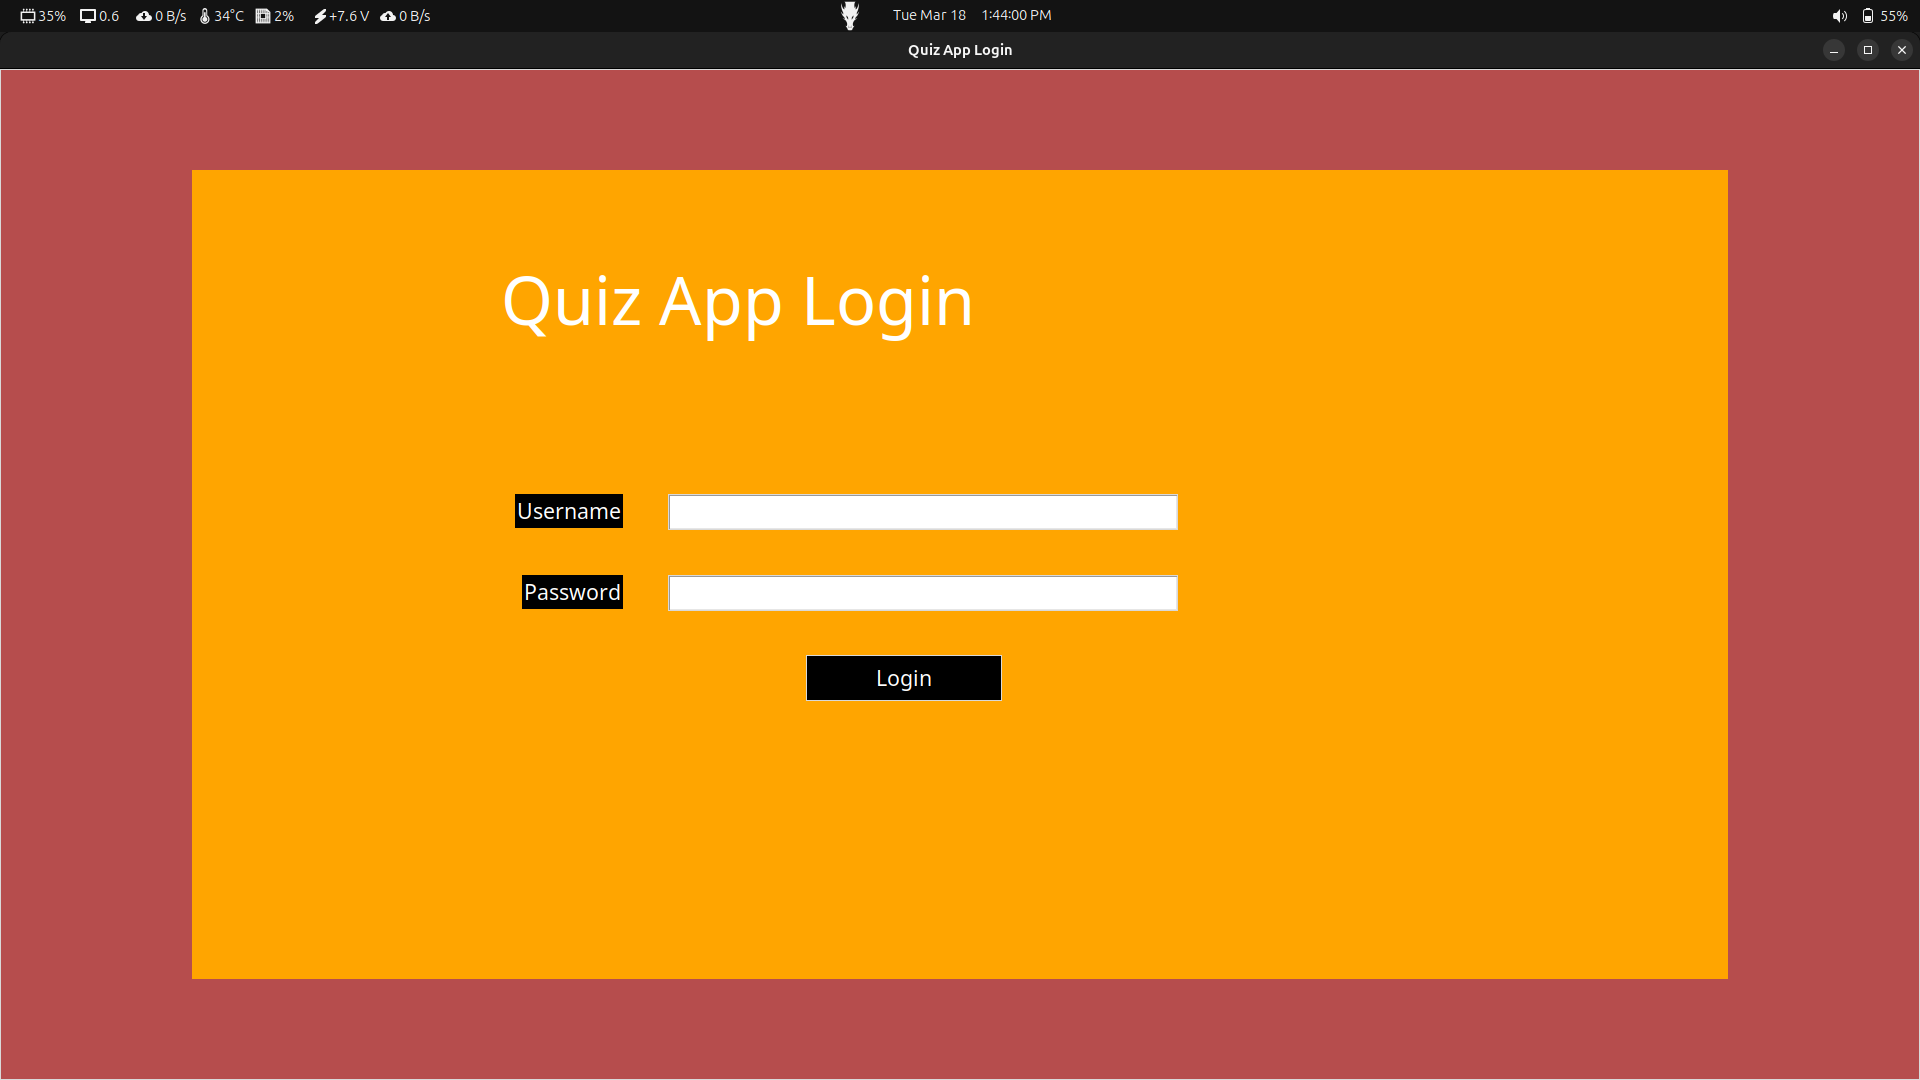 35% 0.6 0 B/s 34°C 2% +7.6 V 0 B/s Tue Mar 18 1:44:00 PM 55%
Quiz App Login
Quiz App Login
Username
Password
Login